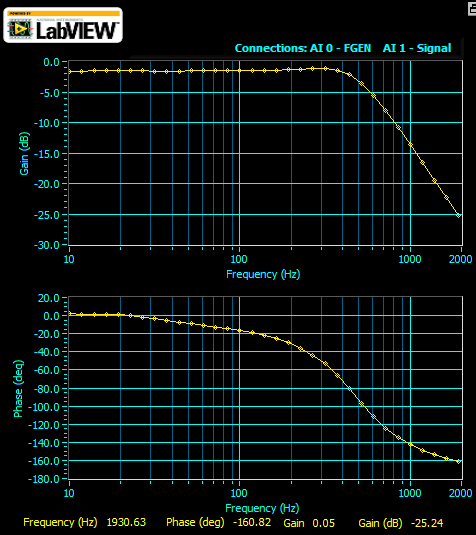 LabVIEW
Connections: AI 0 - FGEN AI 1 - Signal
0.0
-5.0
-10.0
-15.0
-20.0
-25.0
-30.0
Gain (dB)
10 100 1000 2000
Frequency (Hz)
20.0
0.0
-20.0
-40.0
-60.0
-80.0
-100.0
-120.0
-140.0
-160.0
-180.0
Phase (deg)
10 100 1000 2000
Frequency (Hz)
Frequency (Hz) 1930.63 Phase (deg) -160.82 Gain 0.05 Gain (dB) -25.24